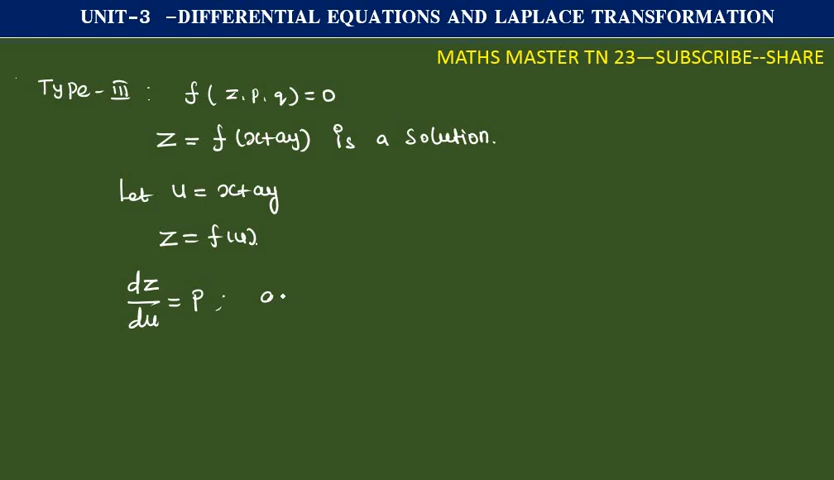 UNIT-3 -DIFFERENTIAL EQUATIONS AND LAPLACE TRANSFORMATION
MATHS MASTER TN 23—SUBSCRIBE--SHARE
Type-III : f(z,p,q)=0
z = f(x+ay) is a solution.
Let u = x+ay
z = f(u).
dz/du = p ; a.